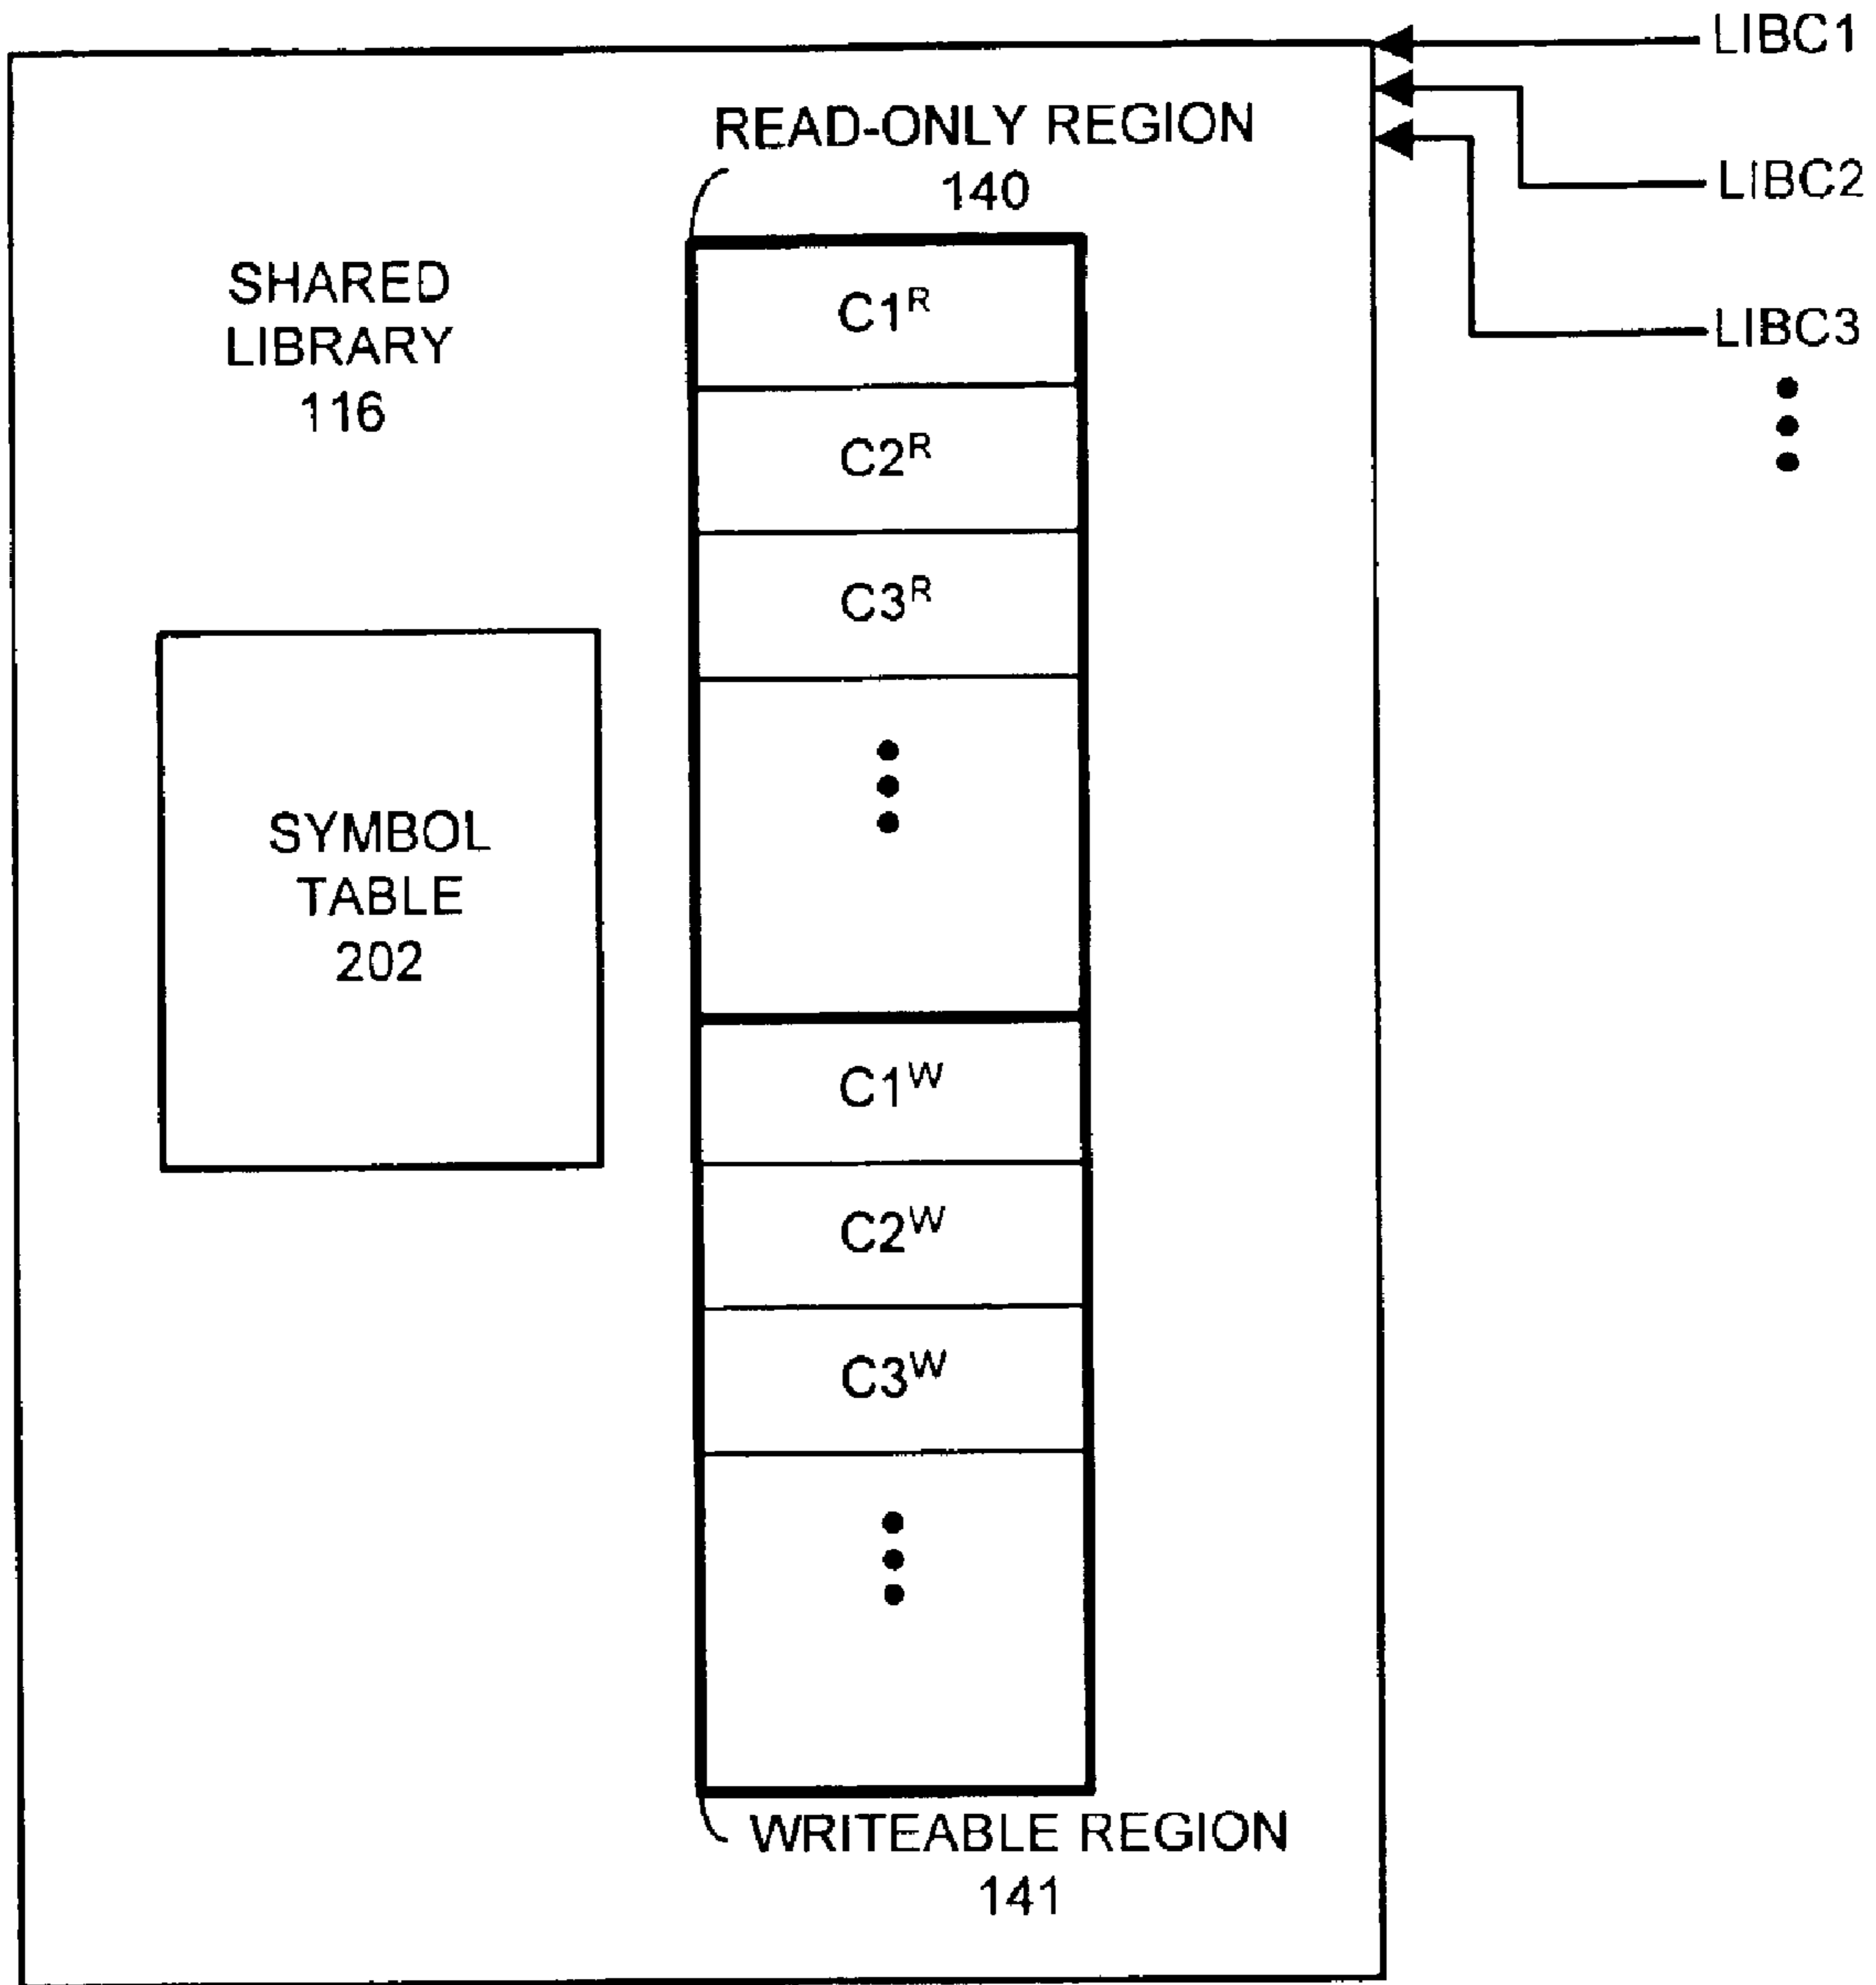 LIBC1
LIBC2
LIBC3
READ-ONLY REGION
140
SHARED
LIBRARY
116
C1ᴿ
C2ᴿ
C3ᴿ
SYMBOL
TABLE
202
C1ᵂ
C2ᵂ
C3ᵂ
WRITEABLE REGION
141